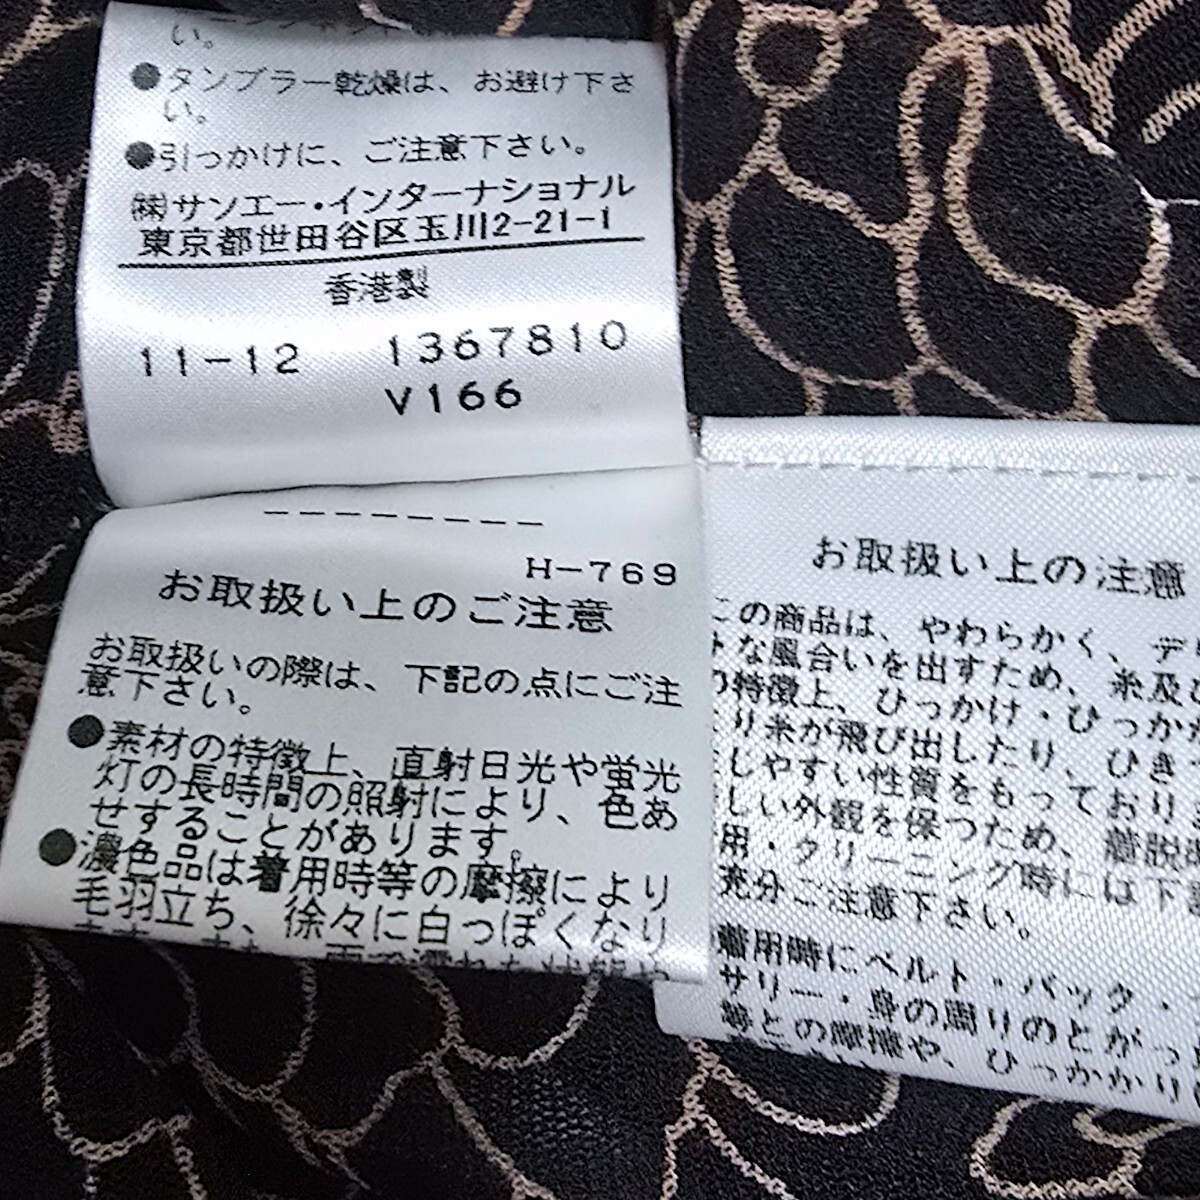 い。
●タンブラー乾燥は、お避け下さ
い。
●引っかけに、ご注意下さい。
㈱サンエー・インターナショナル
東京都世田谷区玉川2-21-1
香港製
11-12 1367810
V166
--------
H-769
お取扱い上のご注意
お取扱いの際は、下記の点にご注
意下さい。
●素材の特徴上、直射日光や蛍光
灯の長時間の照射により、色あ
せすることがあります。
●濃色品は着用時等の摩擦により
毛羽立ち、徐々に白っぽくなり
お取扱い上の注意
この商品は、やわらかく、デリ
な風合いを出すため、糸及び
の特徴上、ひっかけ・ひっかか
り糸が飛び出したり、ひきつ
しやすい性質をもっており
しい外観を保つため、着脱時
用・クリーニング時には下記
充分ご注意下さい。
着用時にベルト・バック・
サリー・身の周りのとがっ
等との摩擦や、ひっかかり